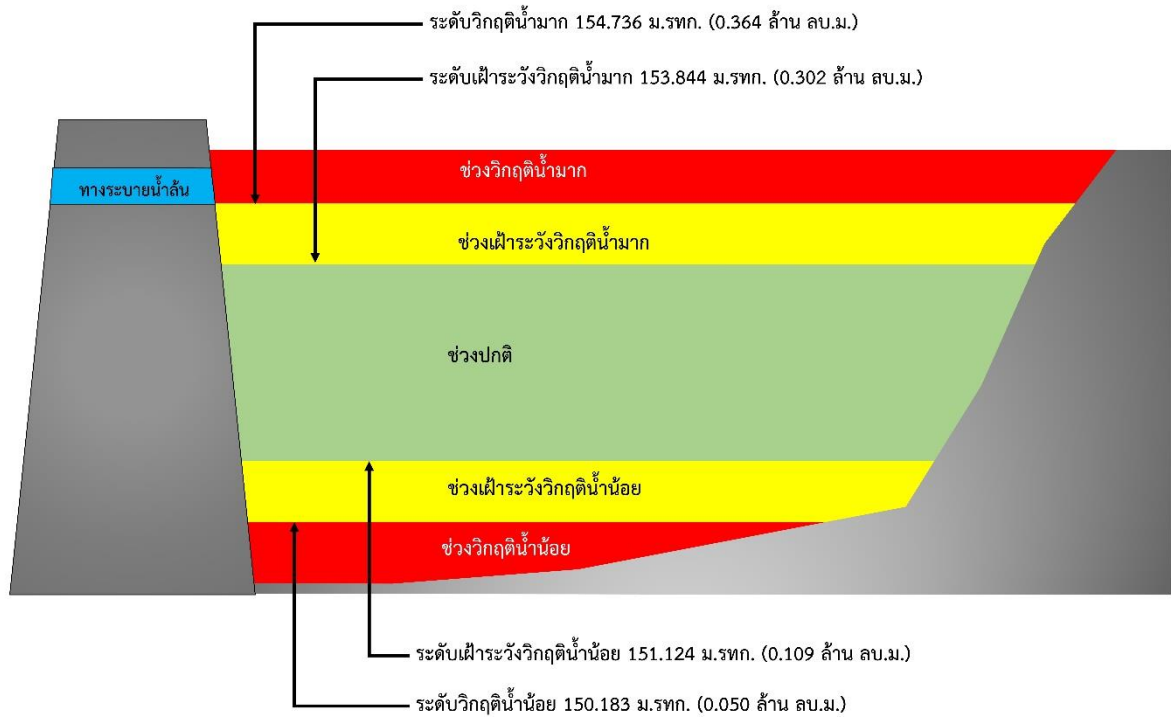 ระดับวิกฤติน้ำมาก 154.736 ม.รทก. (0.364 ล้าน ลบ.ม.)
ระดับเฝ้าระวังวิกฤติน้ำมาก 153.844 ม.รทก. (0.302 ล้าน ลบ.ม.)
ช่วงวิกฤติน้ำมาก
ทางระบายน้ำล้น
ช่วงเฝ้าระวังวิกฤติน้ำมาก
ช่วงปกติ
ช่วงเฝ้าระวังวิกฤติน้ำน้อย
ช่วงวิกฤติน้ำน้อย
ระดับเฝ้าระวังวิกฤติน้ำน้อย 151.124 ม.รทก. (0.109 ล้าน ลบ.ม.)
ระดับวิกฤติน้ำน้อย 150.183 ม.รทก. (0.050 ล้าน ลบ.ม.)